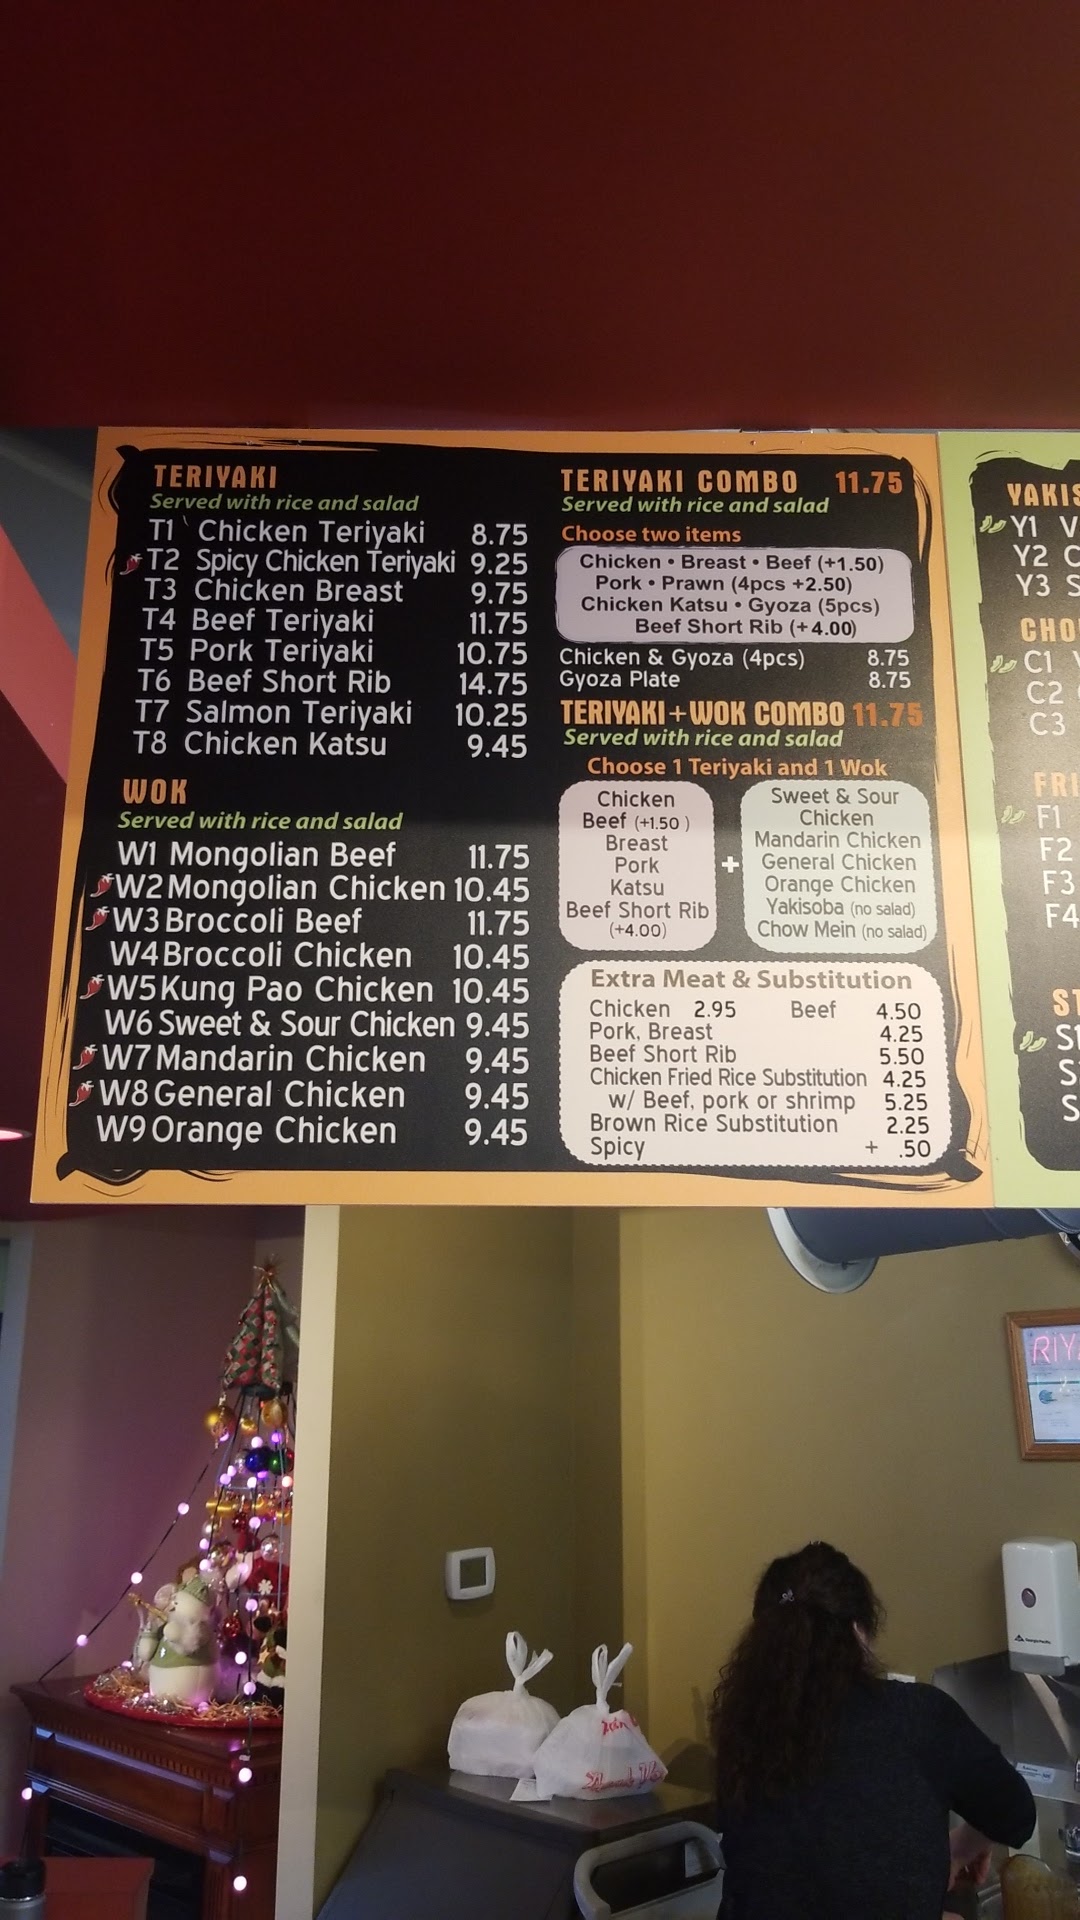 TERIYAKI
Served with rice and salad
T1 Chicken Teriyaki 8.75
T2 Spicy Chicken Teriyaki 9.25
T3 Chicken Breast 9.75
T4 Beef Teriyaki 11.75
T5 Pork Teriyaki 10.75
T6 Beef Short Rib 14.75
T7 Salmon Teriyaki 10.25
T8 Chicken Katsu 9.45
WOK
Served with rice and salad
W1 Mongolian Beef 11.75
W2 Mongolian Chicken 10.45
W3 Broccoli Beef 11.75
W4 Broccoli Chicken 10.45
W5 Kung Pao Chicken 10.45
W6 Sweet & Sour Chicken 9.45
W7 Mandarin Chicken 9.45
W8 General Chicken 9.45
W9 Orange Chicken 9.45
TERIYAKI COMBO 11.75
Served with rice and salad
Choose two items
Chicken • Breast • Beef (+1.50)
Pork • Prawn (4pcs +2.50)
Chicken Katsu • Gyoza (5pcs)
Beef Short Rib (+4.00)
Chicken & Gyoza (4pcs) 8.75
Gyoza Plate 8.75
TERIYAKI+WOK COMBO 11.75
Served with rice and salad
Choose 1 Teriyaki and 1 Wok
Chicken
Beef (+1.50 )
Breast
Pork
Katsu
Beef Short Rib
(+4.00)
+
Sweet & Sour
Chicken
Mandarin Chicken
General Chicken
Orange Chicken
Yakisoba (no salad)
Chow Mein (no salad)
Extra Meat & Substitution
Chicken 2.95 Beef 4.50
Pork, Breast 4.25
Beef Short Rib 5.50
Chicken Fried Rice Substitution 4.25
w/ Beef, pork or shrimp 5.25
Brown Rice Substitution 2.25
Spicy + .50
YAKIS
Y1 V
Y2 C
Y3 S
CHO
C1 V
C2
C3
FRI
F1
F2
F3
F4
ST
S1
S
S
RIY